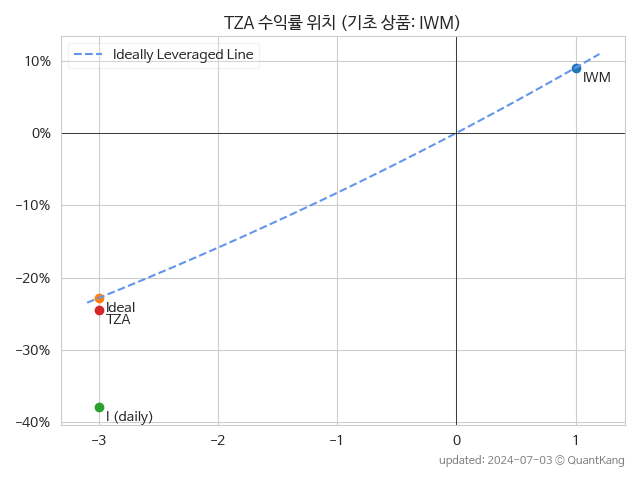 TZA 수익률 위치 (기초 상품: IWM)
Ideally Leveraged Line
10%
IWM
0%
−10%
−20%
Ideal
TZA
−30%
I (daily)
−40%
−3 −2 −1 0 1
updated: 2024-07-03 © QuantKang